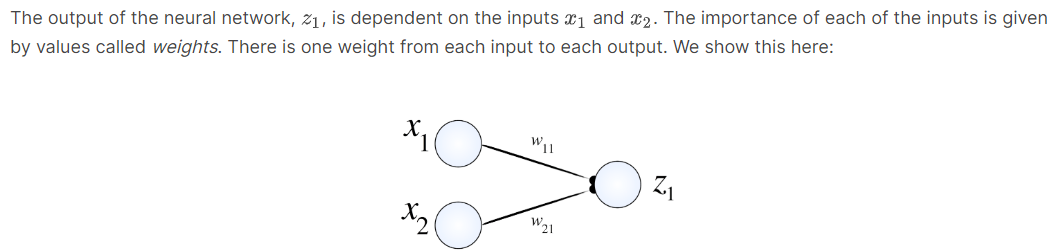 The output of the neural network, z₁, is dependent on the inputs x₁ and x₂. The importance of each of the inputs is given
by values called weights. There is one weight from each input to each output. We show this here:
x₁
w₁₁
z₁
x₂
w₂₁